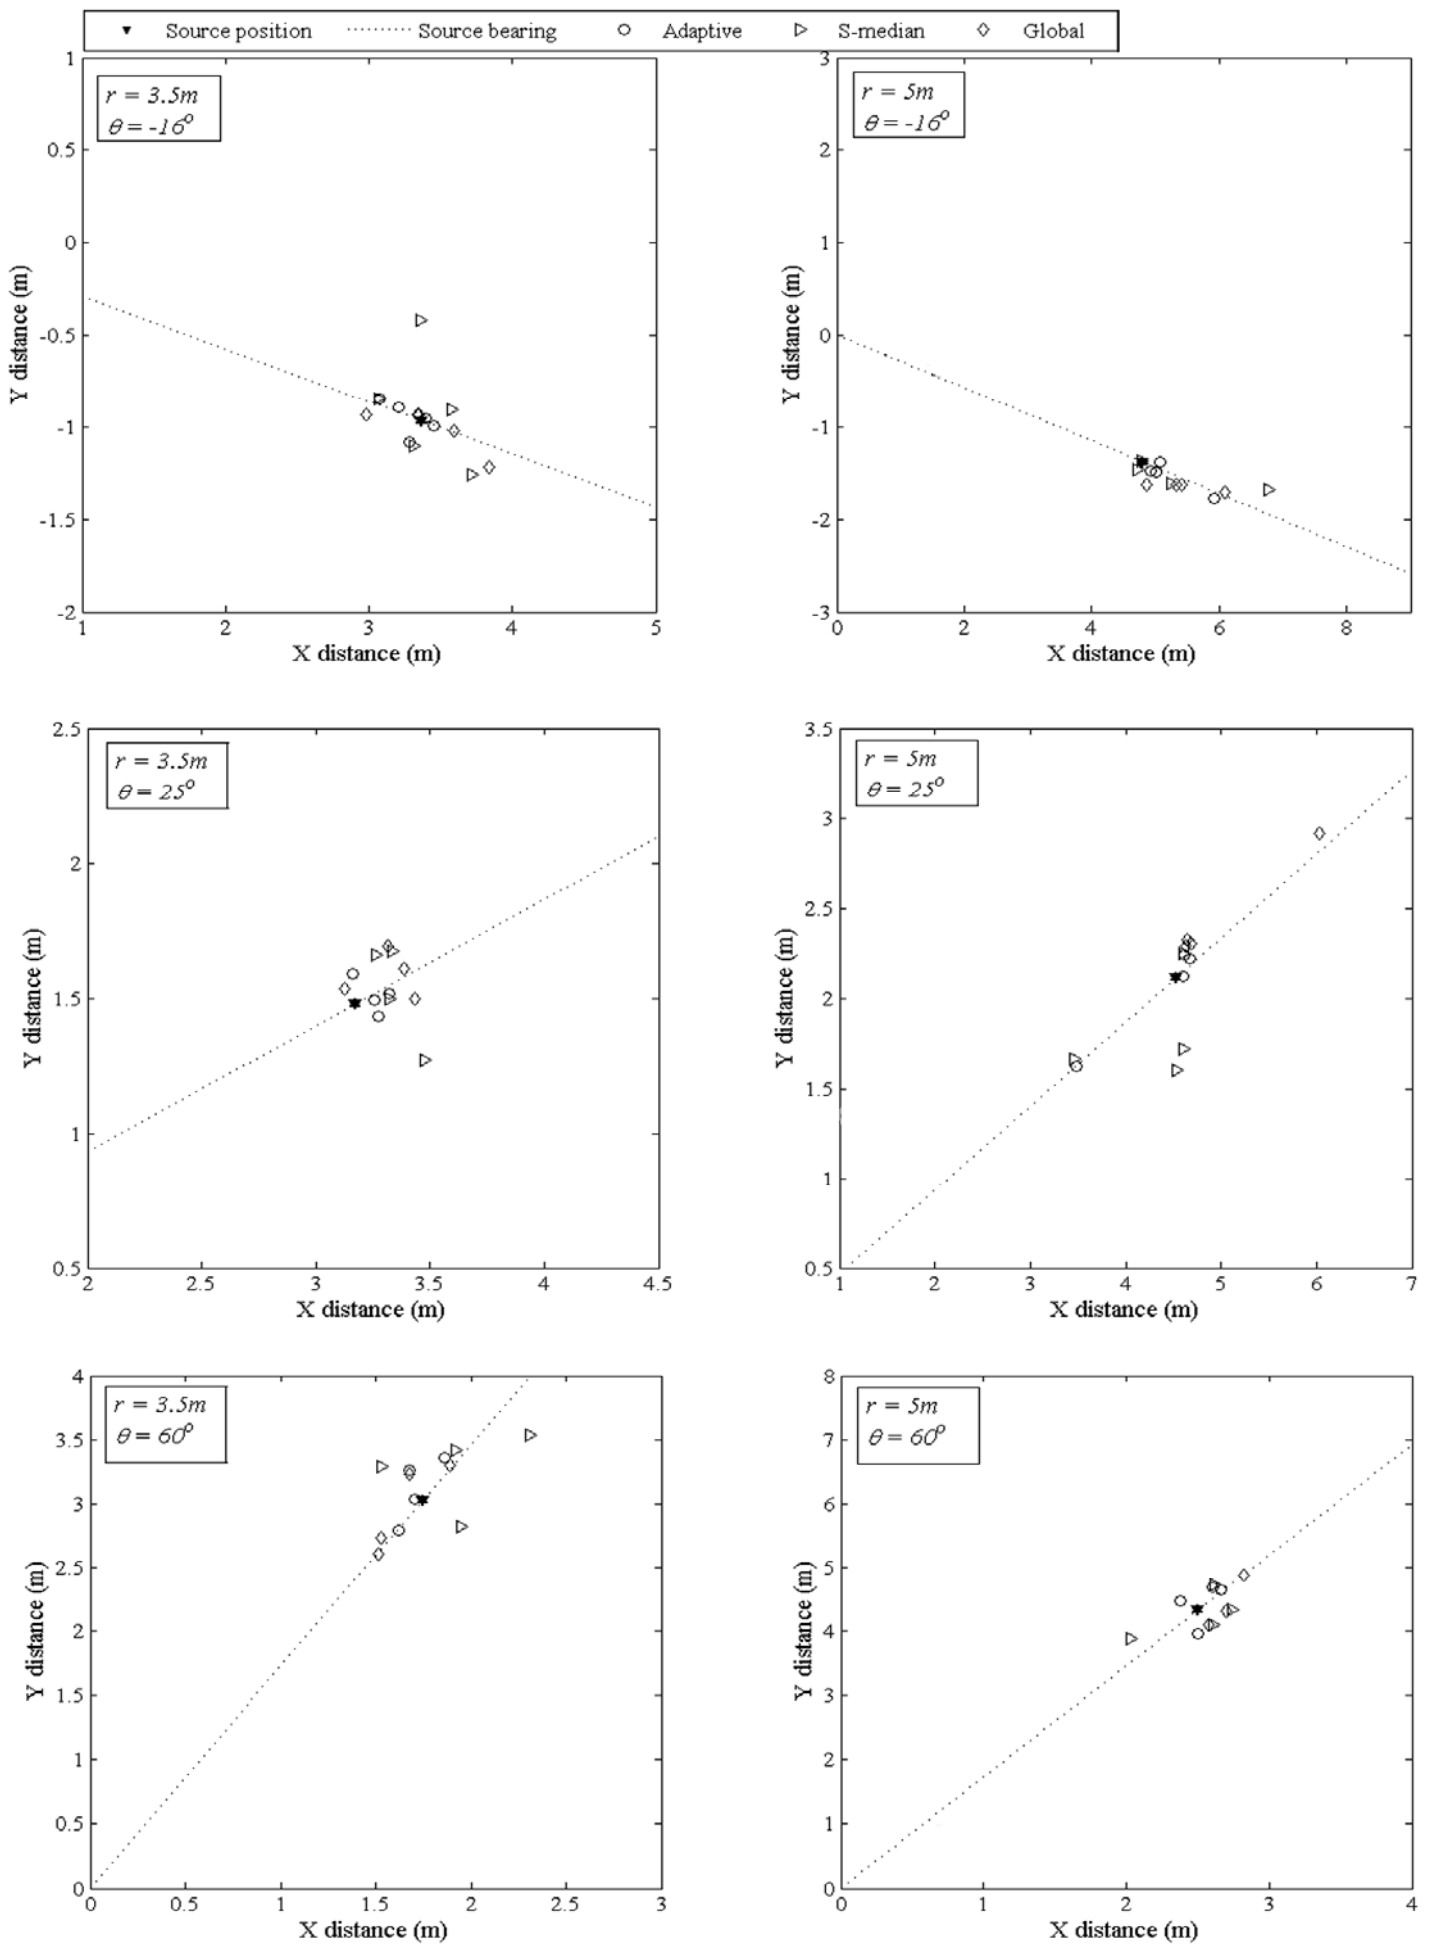 Source position Source bearing Adaptive S-median Global
r = 3.5m
θ = -16°
1
0.5
0
-0.5
-1
-1.5
-2
1 2 3 4 5
Y distance (m)
X distance (m)
r = 5m
θ = -16°
3
2
1
0
-1
-2
-3
0 2 4 6 8
Y distance (m)
X distance (m)
r = 3.5m
θ = 25°
2.5
2
1.5
1
0.5
2 2.5 3 3.5 4 4.5
Y distance (m)
X distance (m)
r = 5m
θ = 25°
3.5
3
2.5
2
1.5
1
0.5
1 2 3 4 5 6 7
Y distance (m)
X distance (m)
r = 3.5m
θ = 60°
4
3.5
3
2.5
2
1.5
1
0.5
0
0 0.5 1 1.5 2 2.5 3
Y distance (m)
X distance (m)
r = 5m
θ = 60°
8
7
6
5
4
3
2
1
0
0 1 2 3 4
Y distance (m)
X distance (m)